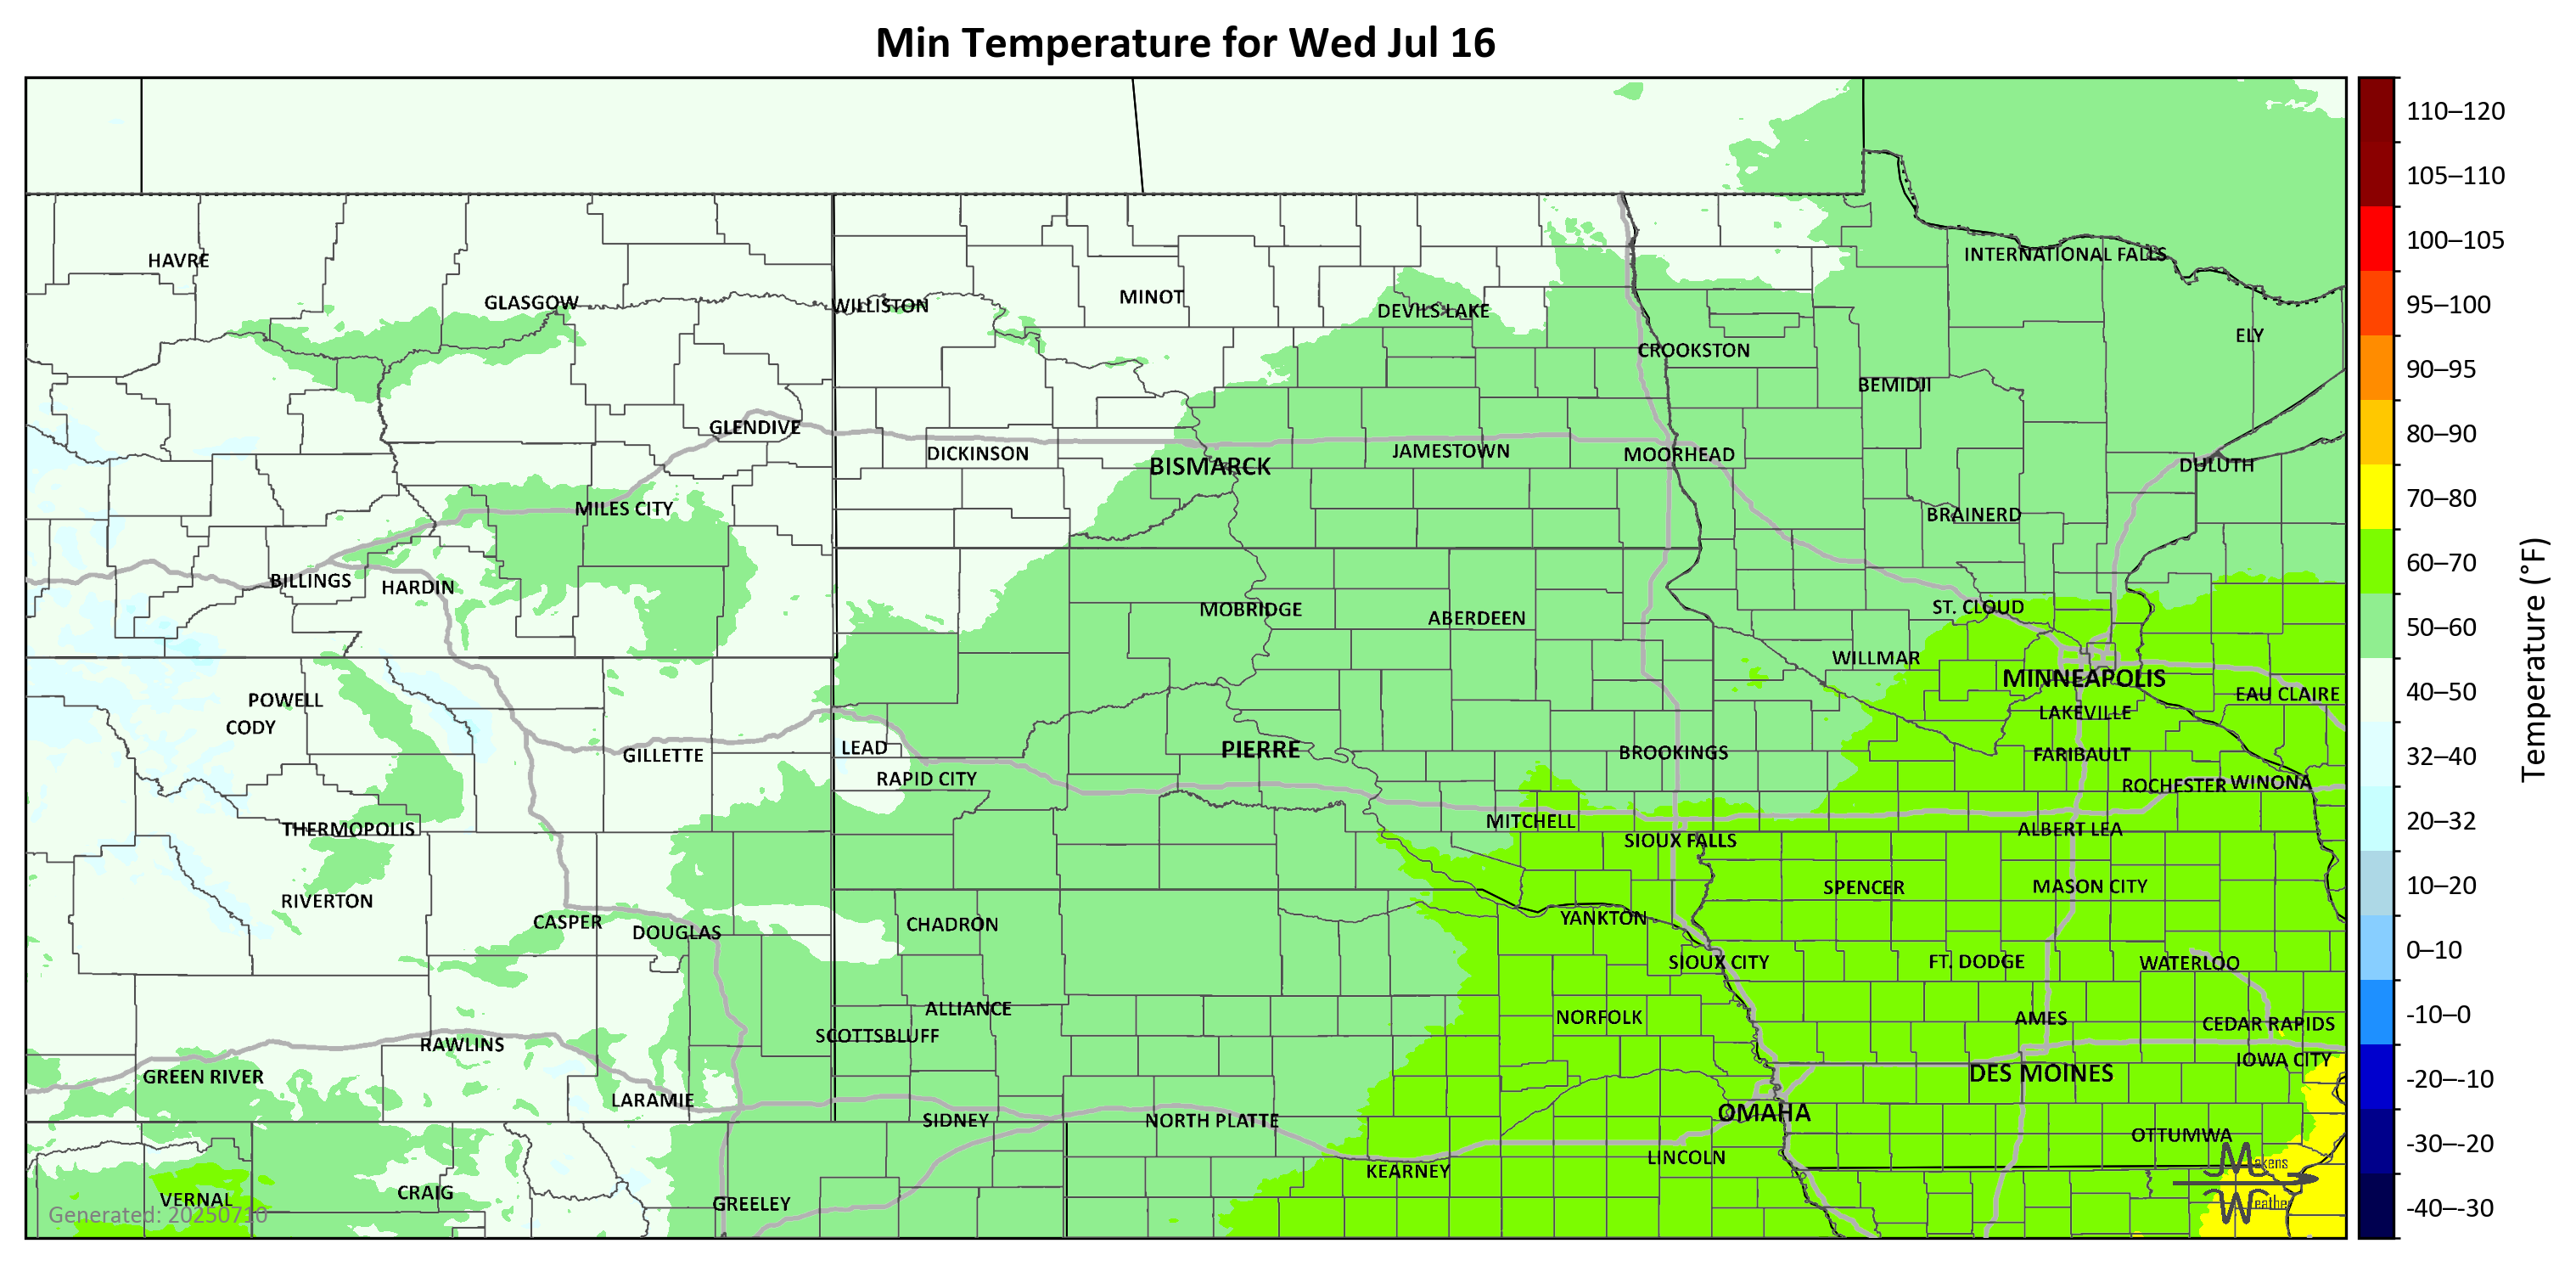 Min Temperature for Wed Jul 16
110–120
105–110
100–105
95–100
90–95
80–90
70–80
60–70
50–60
40–50
32–40
20–32
10–20
0–10
-10–0
-20–-10
-30–-20
-40–-30
Temperature (°F)
HAVRE
INTERNATIONAL FALLS
GLASGOW
WILLISTON
MINOT
DEVILS LAKE
ELY
CROOKSTON
BEMIDJI
GLENDIVE
DICKINSON
BISMARCK
JAMESTOWN
MOORHEAD
DULUTH
MILES CITY
BRAINERD
BILLINGS
HARDIN
MOBRIDGE
ABERDEEN
ST. CLOUD
WILLMAR
MINNEAPOLIS
POWELL
EAU CLAIRE
CODY
LAKEVILLE
GILLETTE
LEAD
PIERRE
BROOKINGS
FARIBAULT
RAPID CITY
ROCHESTER
WINONA
THERMOPOLIS
MITCHELL
SIOUX FALLS
ALBERT LEA
RIVERTON
SPENCER
MASON CITY
CASPER
DOUGLAS
CHADRON
YANKTON
SIOUX CITY
FT. DODGE
WATERLOO
ALLIANCE
NORFOLK
AMES
CEDAR RAPIDS
SCOTTSBLUFF
RAWLINS
IOWA CITY
GREEN RIVER
DES MOINES
LARAMIE
SIDNEY
NORTH PLATTE
OMAHA
OTTUMWA
KEARNEY
LINCOLN
VERNAL
CRAIG
GREELEY
Generated: 20250710
Makens
Weather